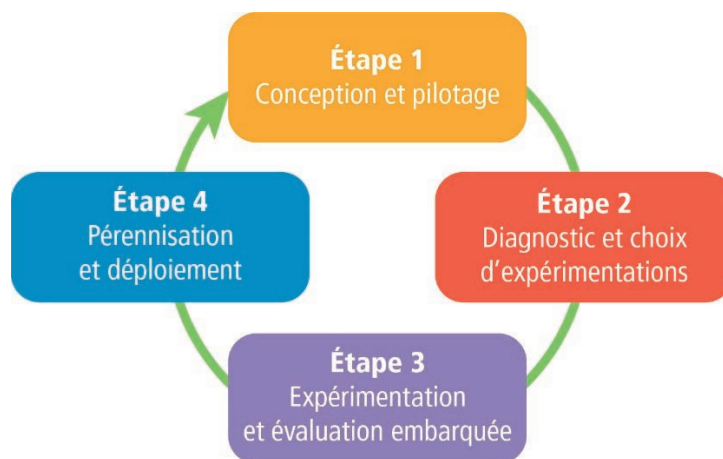 Étape 1
Conception et pilotage
Étape 2
Diagnostic et choix
d'expérimentations
Étape 3
Expérimentation
et évaluation embarquée
Étape 4
Pérennisation
et déploiement